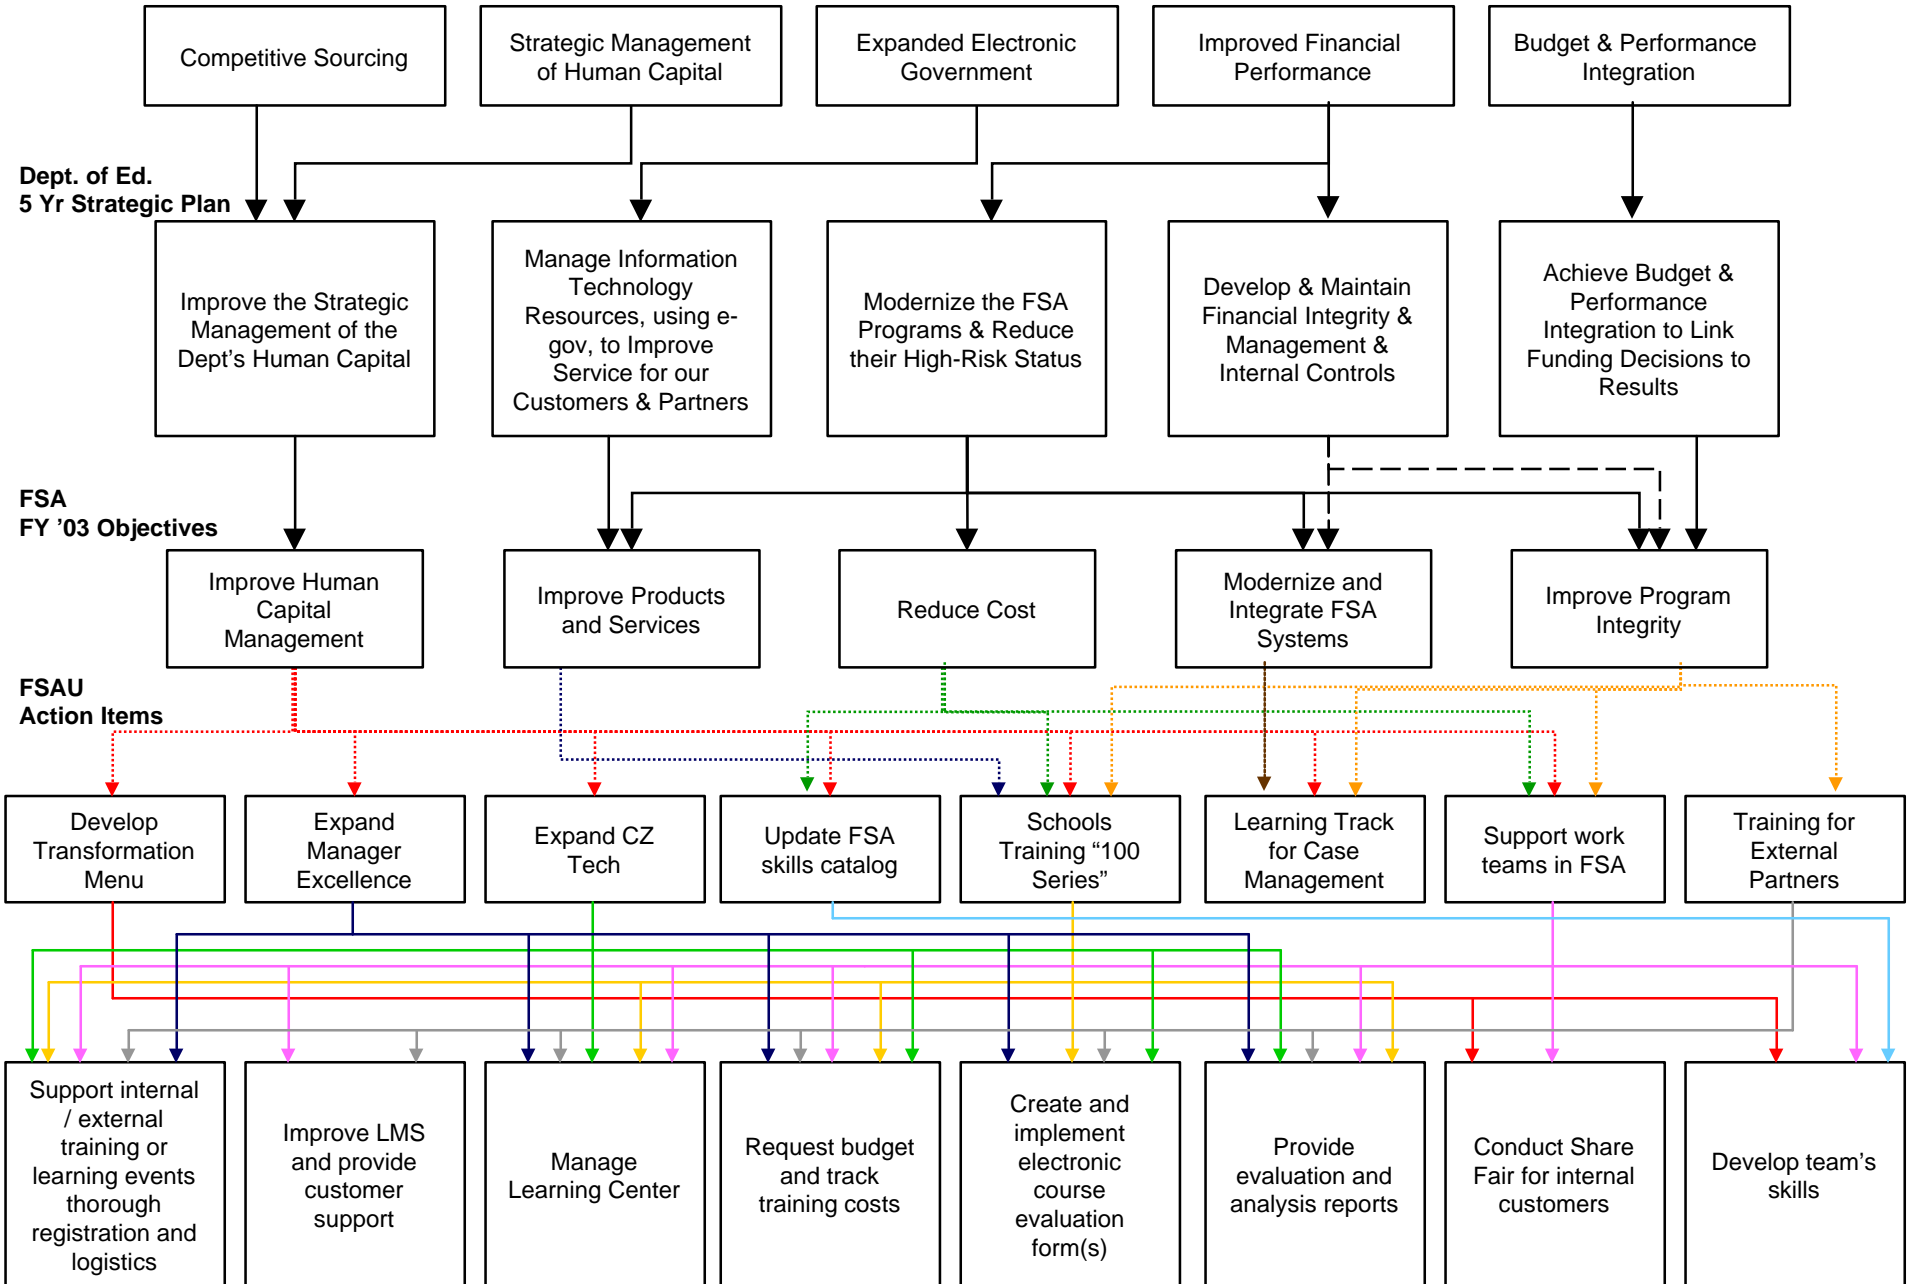 Competitive Sourcing
Strategic Management
of Human Capital
Expanded Electronic
Government
Improved Financial
Performance
Budget & Performance
Integration
Dept. of Ed.
5 Yr Strategic Plan
Improve the Strategic
Management of the
Dept's Human Capital
Manage Information
Technology
Resources, using e-
gov, to Improve
Service for our
Customers & Partners
Modernize the FSA
Programs & Reduce
their High-Risk Status
Develop & Maintain
Financial Integrity &
Management &
Internal Controls
Achieve Budget &
Performance
Integration to Link
Funding Decisions to
Results
FSA
FY '03 Objectives
Improve Human
Capital
Management
Improve Products
and Services
Reduce Cost
Modernize and
Integrate FSA
Systems
Improve Program
Integrity
FSAU
Action Items
Develop
Transformation
Menu
Expand
Manager
Excellence
Expand CZ
Tech
Update FSA
skills catalog
Schools
Training “100
Series”
Learning Track
for Case
Management
Support work
teams in FSA
Training for
External
Partners
Support internal
/ external
training or
learning events
thorough
registration and
logistics
Improve LMS
and provide
customer
support
Manage
Learning Center
Request budget
and track
training costs
Create and
implement
electronic
course
evaluation
form(s)
Provide
evaluation and
analysis reports
Conduct Share
Fair for internal
customers
Develop team's
skills